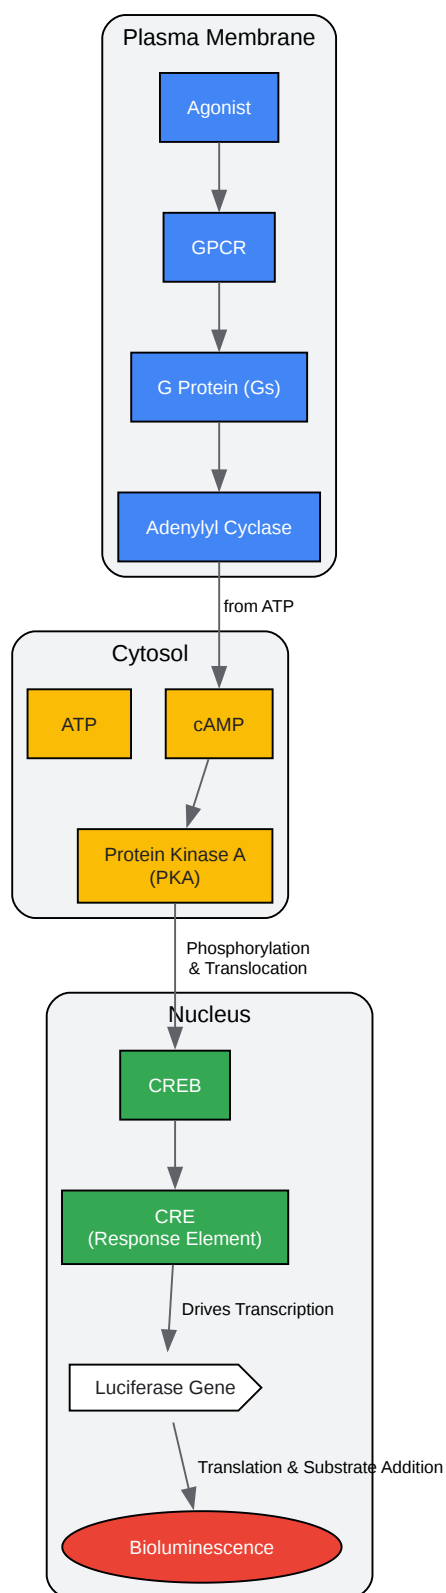 Plasma Membrane
Agonist
GPCR
G Protein (Gs)
Adenylyl Cyclase
from ATP
Cytosol
ATP
cAMP
Protein Kinase A
(PKA)
Phosphorylation
& Translocation
Nucleus
CREB
CRE
(Response Element)
Drives Transcription
Luciferase Gene
Translation & Substrate Addition
Bioluminescence